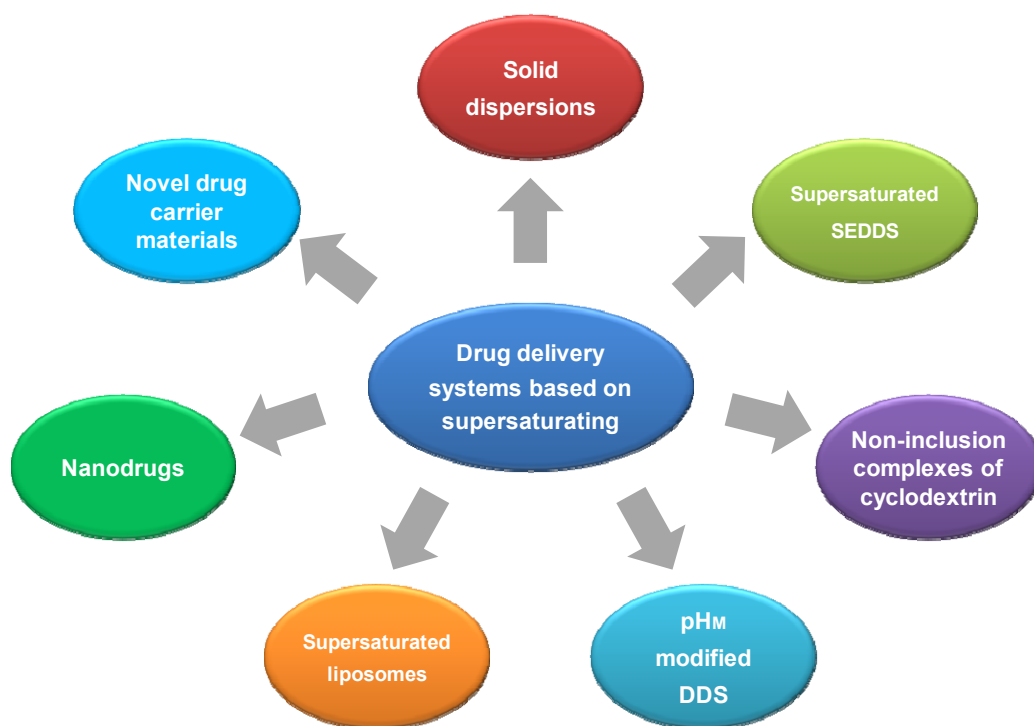 Solid
dispersions
Novel drug
carrier
materials
Supersaturated
SEDDS
Drug delivery
systems based on
supersaturating
Nanodrugs
Non-inclusion
complexes of
cyclodextrin
Supersaturated
liposomes
pHM
modified
DDS